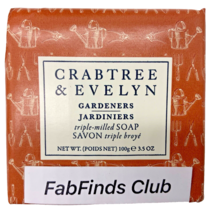 CRABTREE
& EVELYN
GARDENERS
JARDINIERS
triple-milled SOAP
SAVON triple broyé
NET WT. (POIDS NET) 100g ℮ 3.5 OZ
FabFinds Club